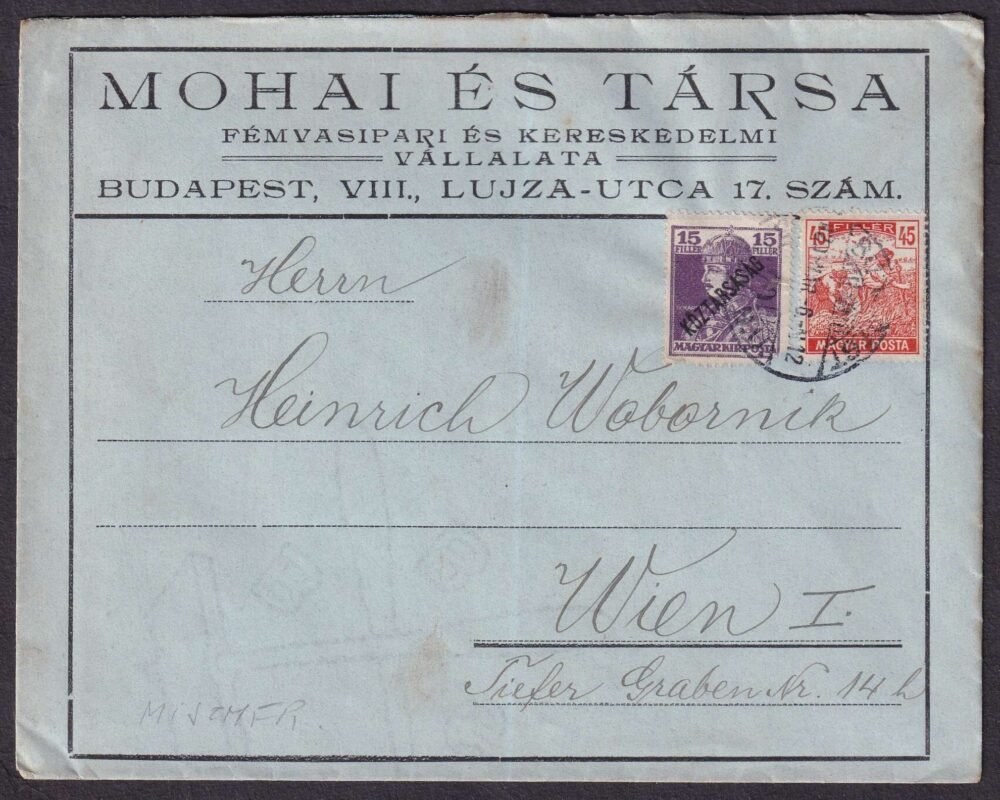 MOHAI ÉS TÁRSA
FÉMVASIPARI ÉS KERESKEDELMI
VÁLLALATA
BUDAPEST, VIII., LUJZA-UTCA 17. SZÁM.
15 15
FILLÉR FILLÉR
KÖZTÁRSASÁG
MAGYAR KIR. POSTA
45 FILLÉR 45
MAGYAR POSTA
Herrn
Heinrich Wobornik
Wien I.
Tiefer Graben Nr. 14 h